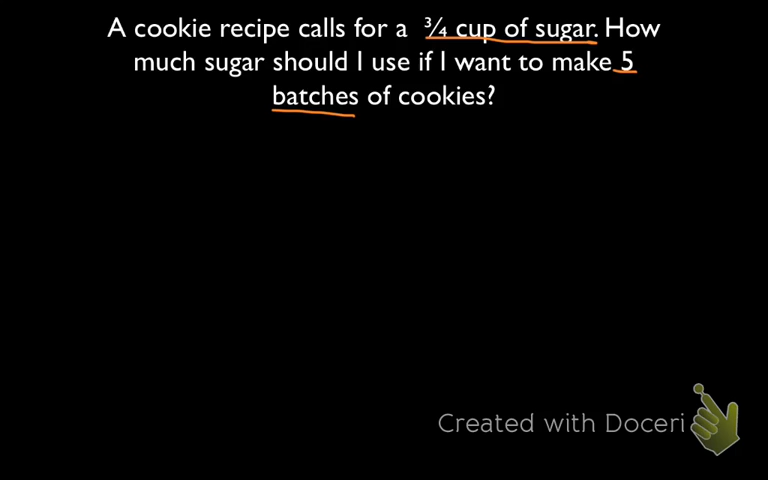 A cookie recipe calls for a ¾ cup of sugar. How
much sugar should I use if I want to make 5
batches of cookies?
Created with Doceri